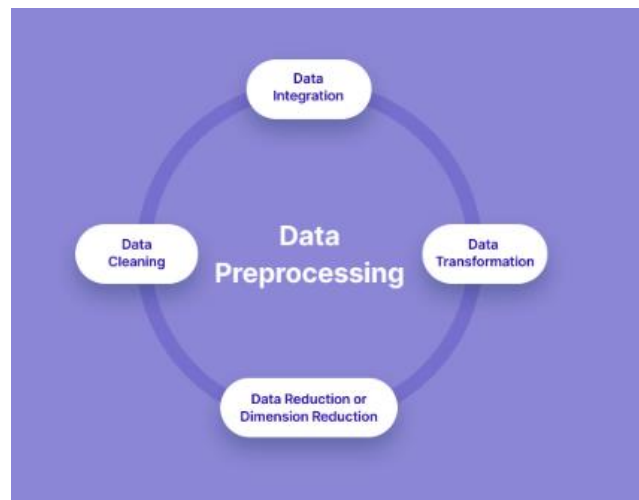 Data
Integration
Data
Cleaning
Data
Preprocessing
Data
Transformation
Data Reduction or
Dimension Reduction